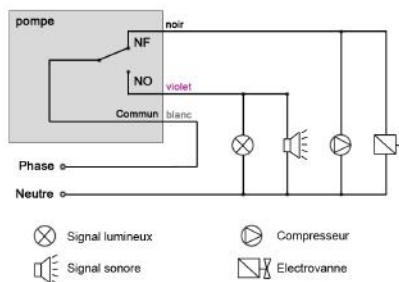 pompe
noir
NF
NO
violet
Commun blanc
Phase
Neutre
Signal lumineux
Compresseur
Signal sonore
Electrovanne